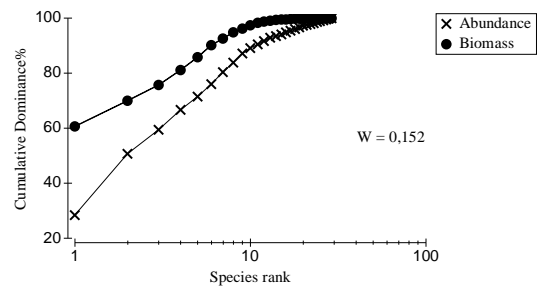 Abundance
Biomass
100
80
60
40
20
Cumulative Dominance%
W = 0,152
1
10
100
Species rank